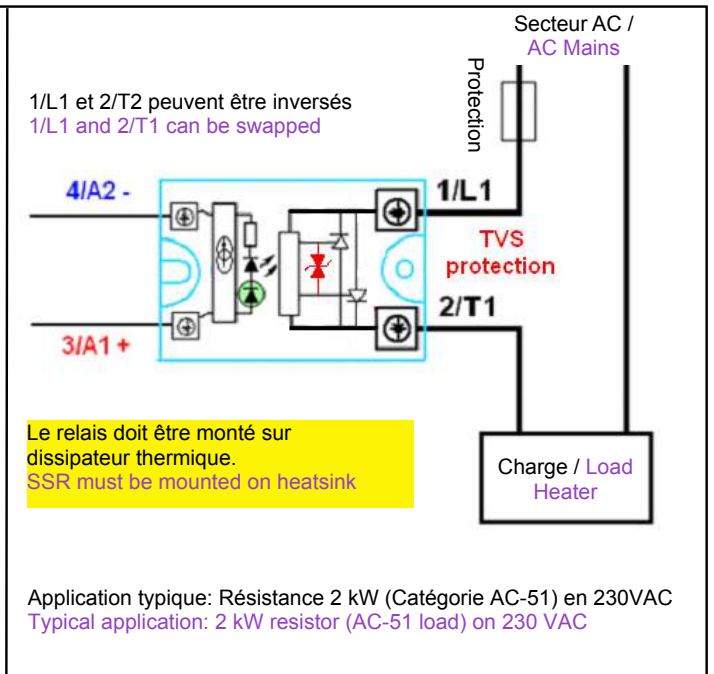 Secteur AC /
AC Mains
Protection
1/L1 et 2/T2 peuvent être inversés
1/L1 and 2/T1 can be swapped
4/A2 -
1/L1
TVS
protection
2/T1
3/A1 +
Le relais doit être monté sur
dissipateur thermique.
SSR must be mounted on heatsink
Charge / Load
Heater
Application typique: Résistance 2 kW (Catégorie AC-51) en 230VAC
Typical application: 2 kW resistor (AC-51 load) on 230 VAC